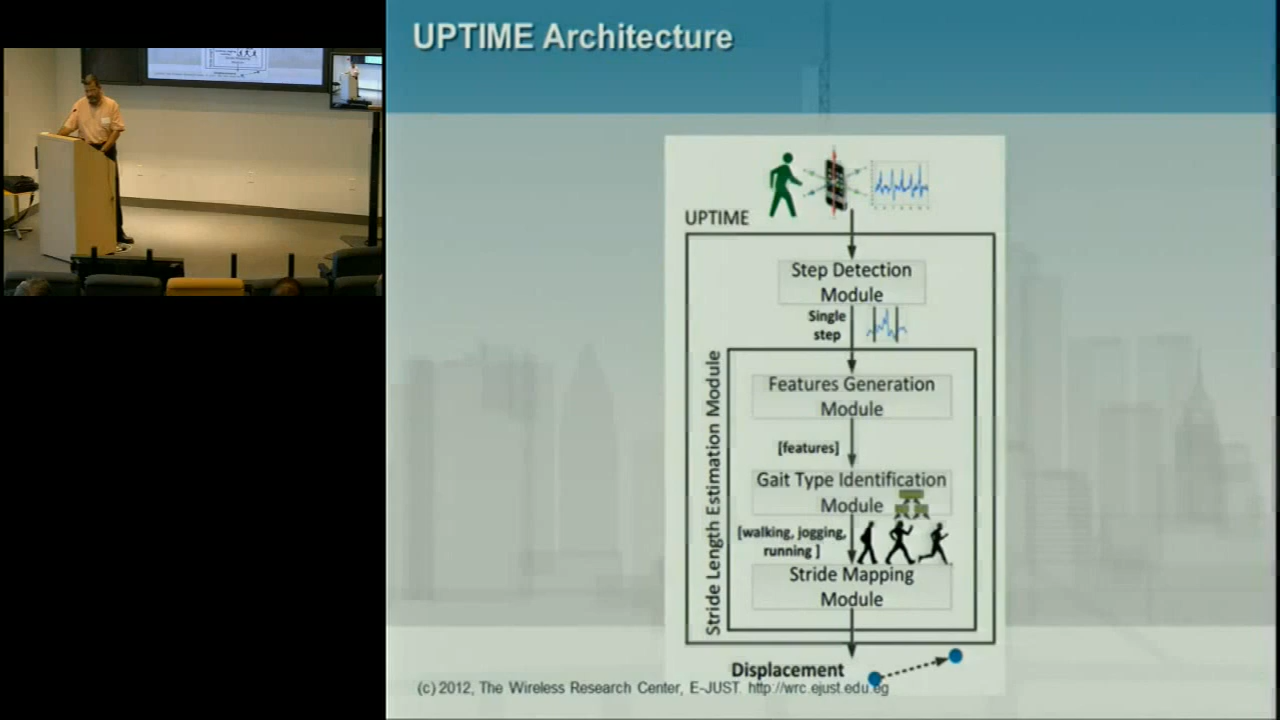 UPTIME Architecture
UPTIME
Step Detection
Module
Single
step
Stride Length Estimation Module
Features Generation
Module
[features]
Gait Type Identification
Module
[walking, jogging,
running ]
Stride Mapping
Module
Displacement
(c) 2012, The Wireless Research Center, E-JUST. http://wrc.ejust.edu.eg